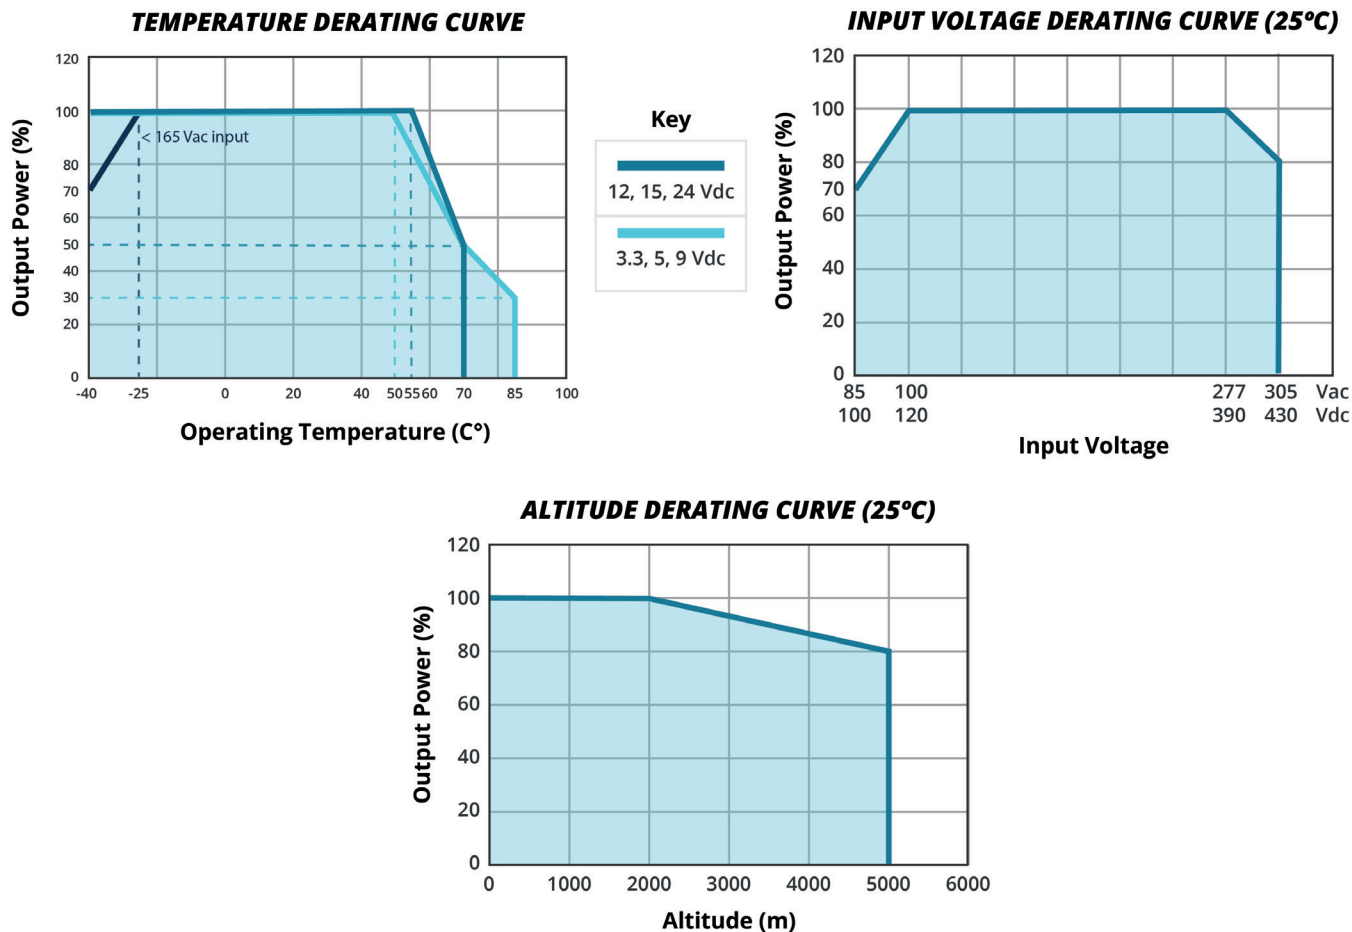 TEMPERATURE DERATING CURVE
120
100
80
70
60
50
40
30
20
0
< 165 Vac input
-40 -25 0 20 40 50 55 60 70 85 100
Output Power (%)
Operating Temperature (C°)
Key
12, 15, 24 Vdc
3.3, 5, 9 Vdc
INPUT VOLTAGE DERATING CURVE (25ºC)
120
100
80
70
60
40
20
0
85 100 277 305 Vac
100 120 390 430 Vdc
Output Power (%)
Input Voltage
ALTITUDE DERATING CURVE (25ºC)
120
100
80
60
40
20
0
0 1000 2000 3000 4000 5000 6000
Output Power (%)
Altitude (m)